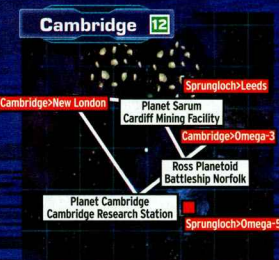 Cambridge 12
Sprungloch>Leeds
Cambridge>New London
Planet Sarum
Cardiff Mining Facility
Cambridge>Omega-3
Ross Planetoid
Battleship Norfolk
Planet Cambridge
Cambridge Research Station
Sprungloch>Omega-5